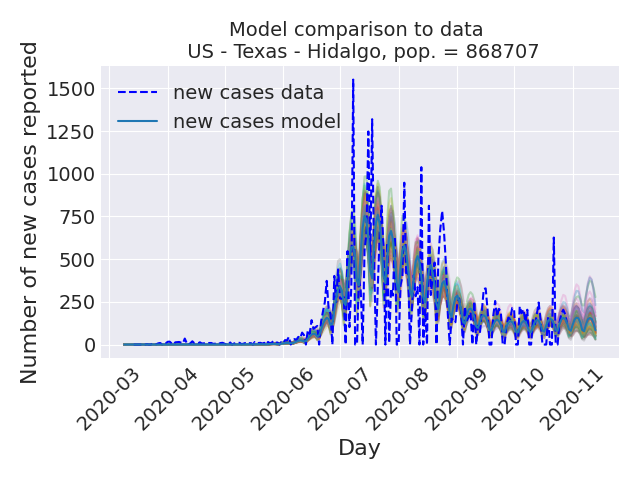 Model comparison to data
US - Texas - Hidalgo, pop. = 868707
Number of new cases reported
1500
1250
1000
750
500
250
0
new cases data
new cases model
2020-03
2020-04
2020-05
2020-06
2020-07
2020-08
2020-09
2020-10
2020-11
Day